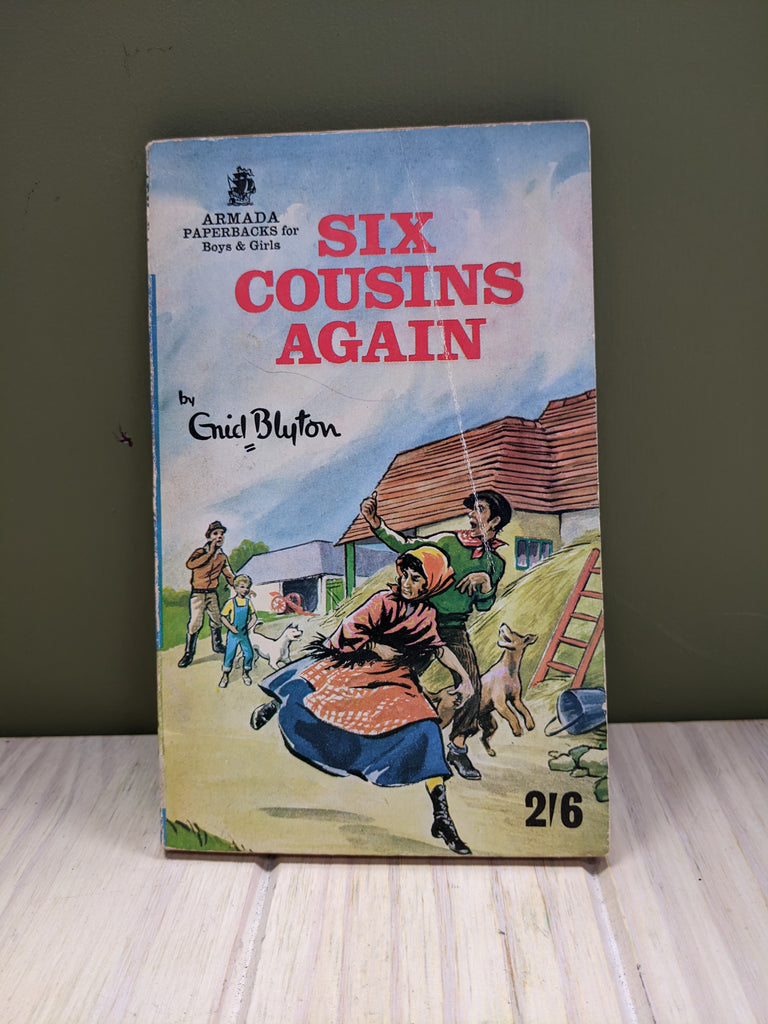 ARMADA
PAPERBACKS for
Boys & Girls
SIX
COUSINS
AGAIN
by
Enid Blyton
2/6